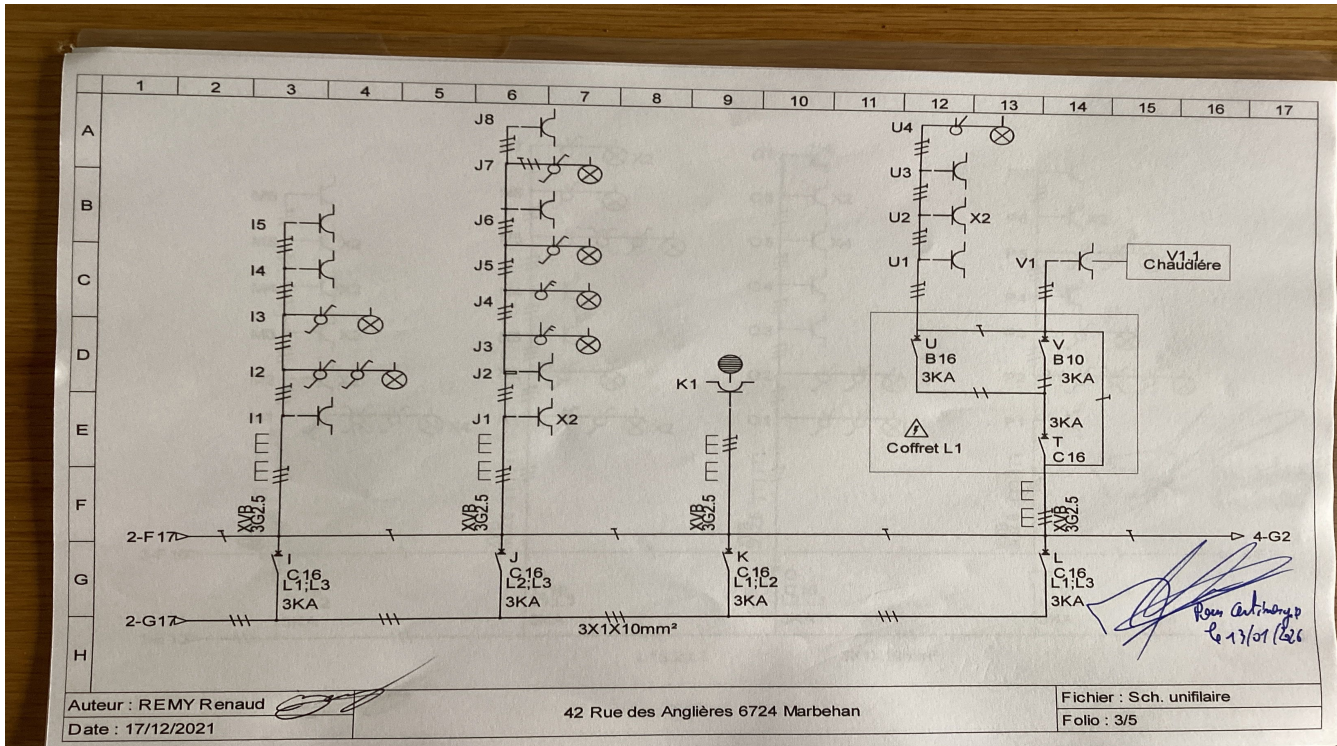 1 2 3 4 5 6 7 8 9 10 11 12 13 14 15 16 17
A
B
C
D
E
F
G
H
I5
I4
I3
I2
I1
J8
J7
J6
J5
J4
J3
J2
J1 X2
K1
U4
U3
U2 X2
U1
V1
V1.1
Chaudiére
U
B16
3KA
V
B10
3KA
3KA
T
C16
Coffret L1
XVB
3G2.5
XVB
3G2.5
XVB
3G2.5
XVB
3G2.5
2-F17
4-G2
I
C16
L1;L3
3KA
J
C16
L2;L3
3KA
K
C16
L1;L2
3KA
L
C16
L1;L3
3KA
2-G17
3X1X10mm²
le 13/01/2026
Auteur : REMY Renaud
Date : 17/12/2021
42 Rue des Anglières 6724 Marbehan
Fichier : Sch. unifilaire
Folio : 3/5